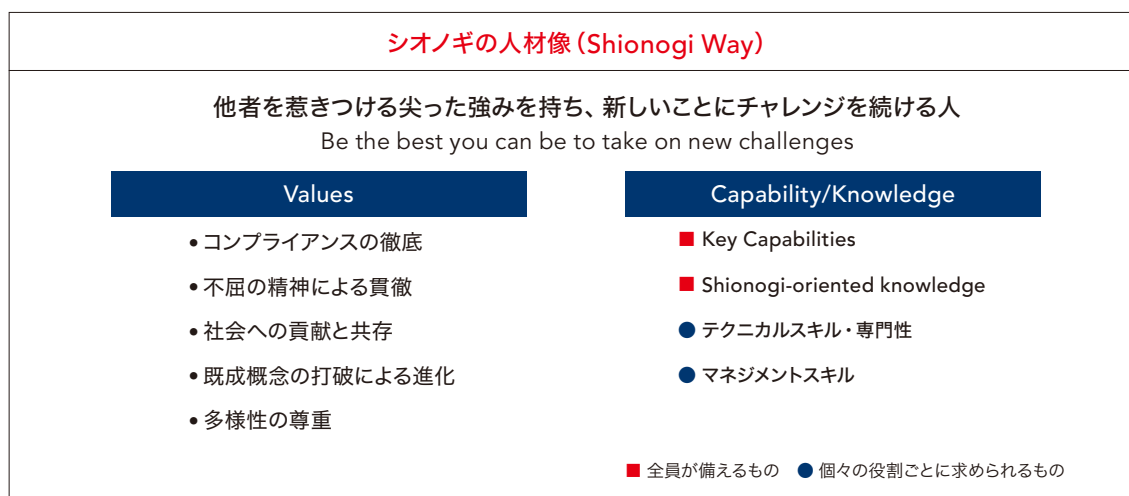 シオノギの人材像（Shionogi Way）
他者を惹きつける尖った強みを持ち、新しいことにチャレンジを続ける人
Be the best you can be to take on new challenges
Values
• コンプライアンスの徹底
• 不屈の精神による貫徹
• 社会への貢献と共存
• 既成概念の打破による進化
• 多様性の尊重
Capability/Knowledge
■ Key Capabilities
■ Shionogi-oriented knowledge
● テクニカルスキル・専門性
● マネジメントスキル
■ 全員が備えるもの ● 個々の役割ごとに求められるもの